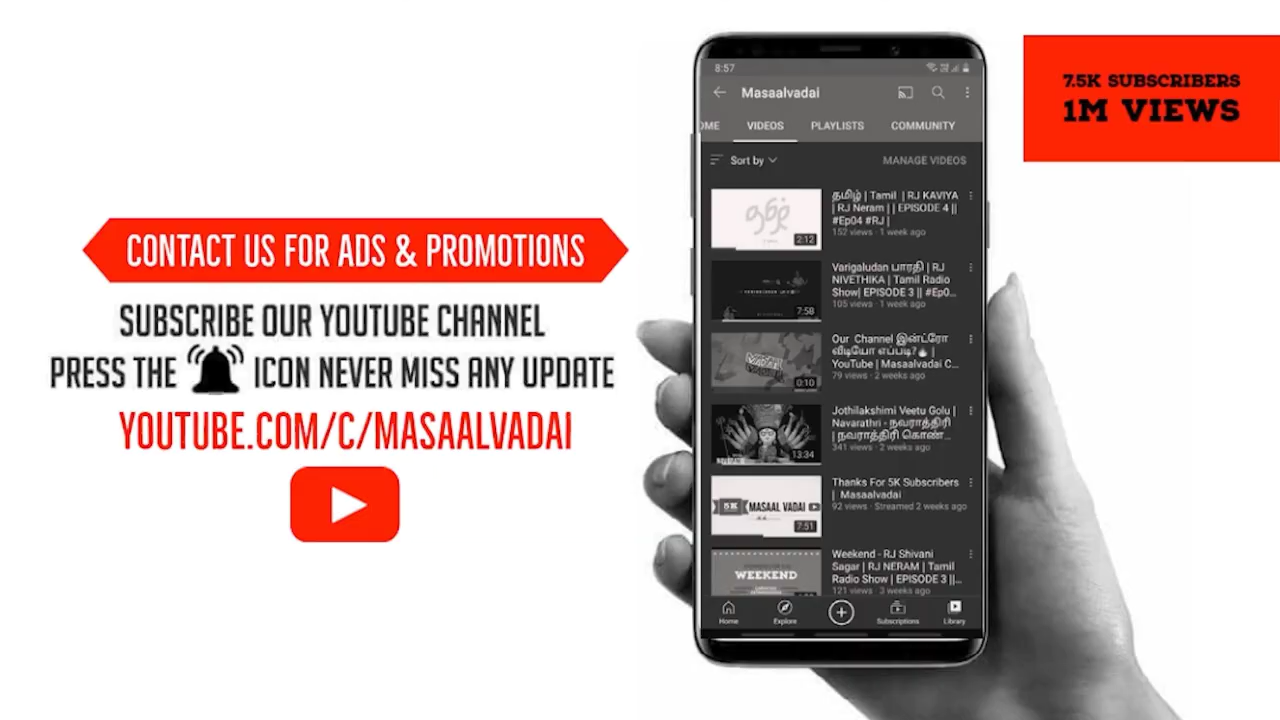 7.5K SUBSCRIBERS
1M VIEWS
CONTACT US FOR ADS & PROMOTIONS
SUBSCRIBE OUR YOUTUBE CHANNEL
PRESS THE ICON NEVER MISS ANY UPDATE
YOUTUBE.COM/C/MASAALVADAI
8:57
Masaalvadai
OME VIDEOS PLAYLISTS COMMUNITY
Sort by MANAGE VIDEOS
தமிழ்
2:12
தமிழ் | Tamil | RJ KAVIYA
| RJ Neram | | EPISODE 4 ||
#Ep04 #RJ |
152 views · 1 week ago
7:58
Varigaludan பாரதி | RJ
NIVETHIKA | Tamil Radio
Show| EPISODE 3 || #Ep0...
105 views · 1 week ago
0:10
Our Channel இன்ட்ரோ
வீடியோ எப்படி?🔥 |
YouTube | Masaalvadai C...
79 views · 2 weeks ago
13:34
Jothilakshimi Veetu Golu |
Navarathri - நவராத்திரி
| நவராத்திரி கொண்...
341 views · 2 weeks ago
5K MASAAL VADAI
7:51
Thanks For 5K Subscribers
| Masaalvadai
92 views · Streamed 2 weeks ago
WEEKEND
Weekend - RJ Shivani
Sagar | RJ NERAM | Tamil
Radio Show | EPISODE 3 ||...
121 views · 3 weeks ago
Home Explore Subscriptions Library